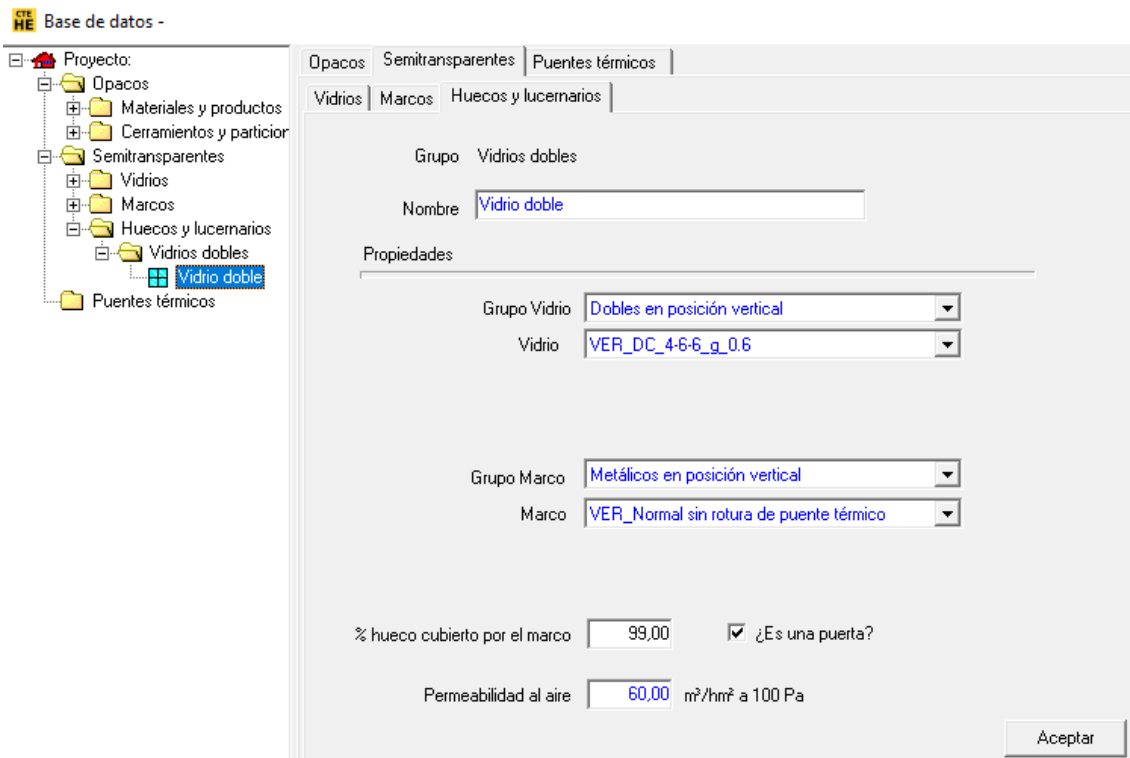 CTE
HE Base de datos -
Proyecto:
Opacos
Materiales y productos
Cerramientos y particion
Semitransparentes
Vidrios
Marcos
Huecos y lucernarios
Vidrios dobles
Vidrio doble
Puentes térmicos
Opacos Semitransparentes Puentes térmicos
Vidrios Marcos Huecos y lucernarios
Grupo Vidrios dobles
Nombre Vidrio doble
Propiedades
Grupo Vidrio Dobles en posición vertical
Vidrio VER_DC_4-6-6_g_0.6
Grupo Marco Metálicos en posición vertical
Marco VER_Normal sin rotura de puente térmico
% hueco cubierto por el marco 99,00 ¿Es una puerta?
Permeabilidad al aire 60,00 m³/hm² a 100 Pa
Aceptar